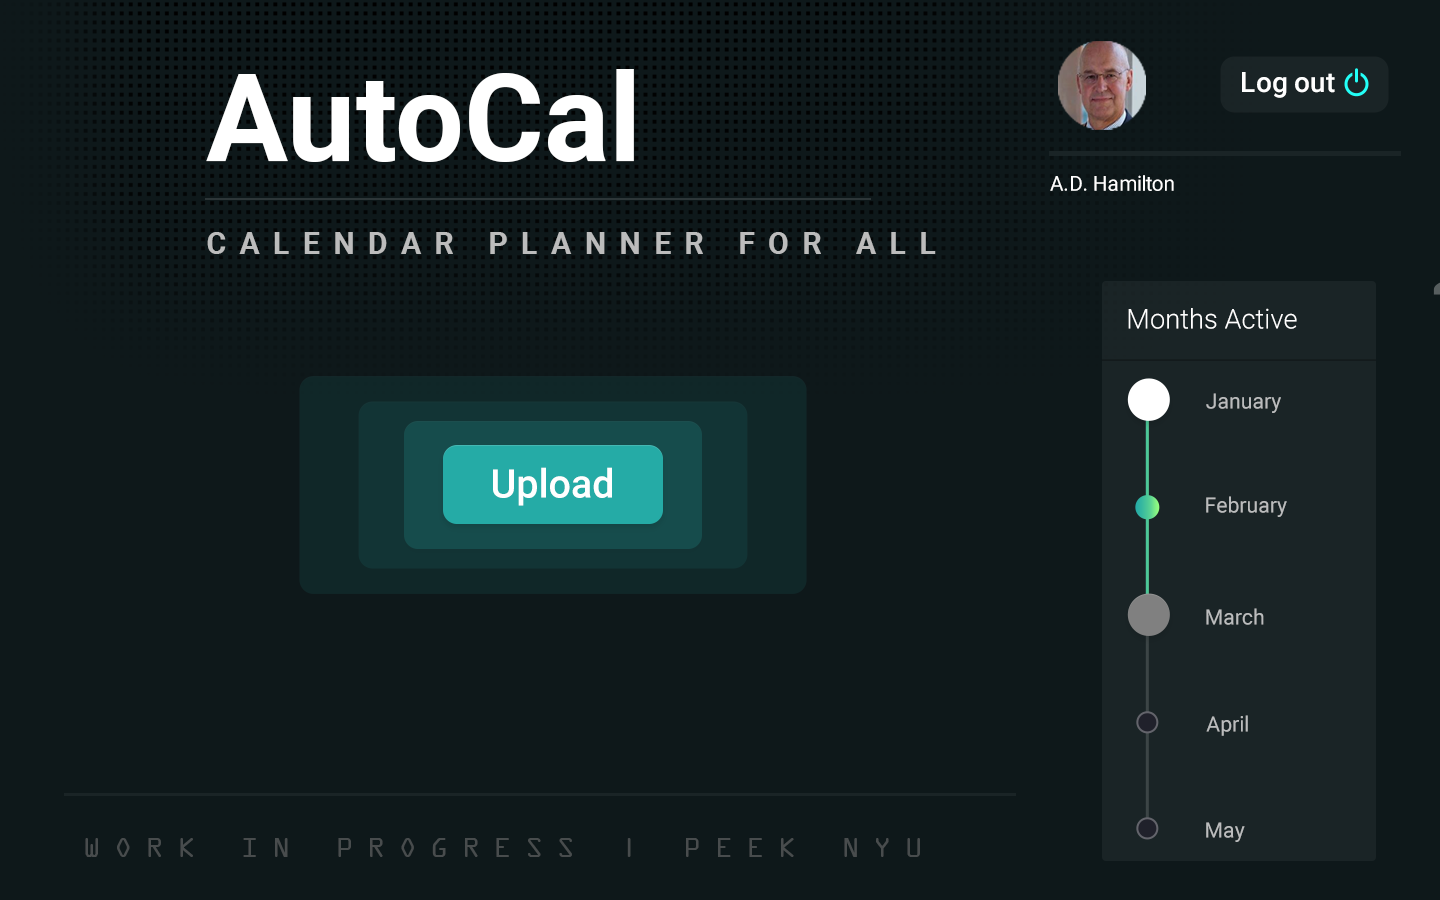 AutoCal
CALENDAR PLANNER FOR ALL
Log out
A.D. Hamilton
Upload
Months Active
January
February
March
April
May
WORK IN PROGRESS | PEEK NYU